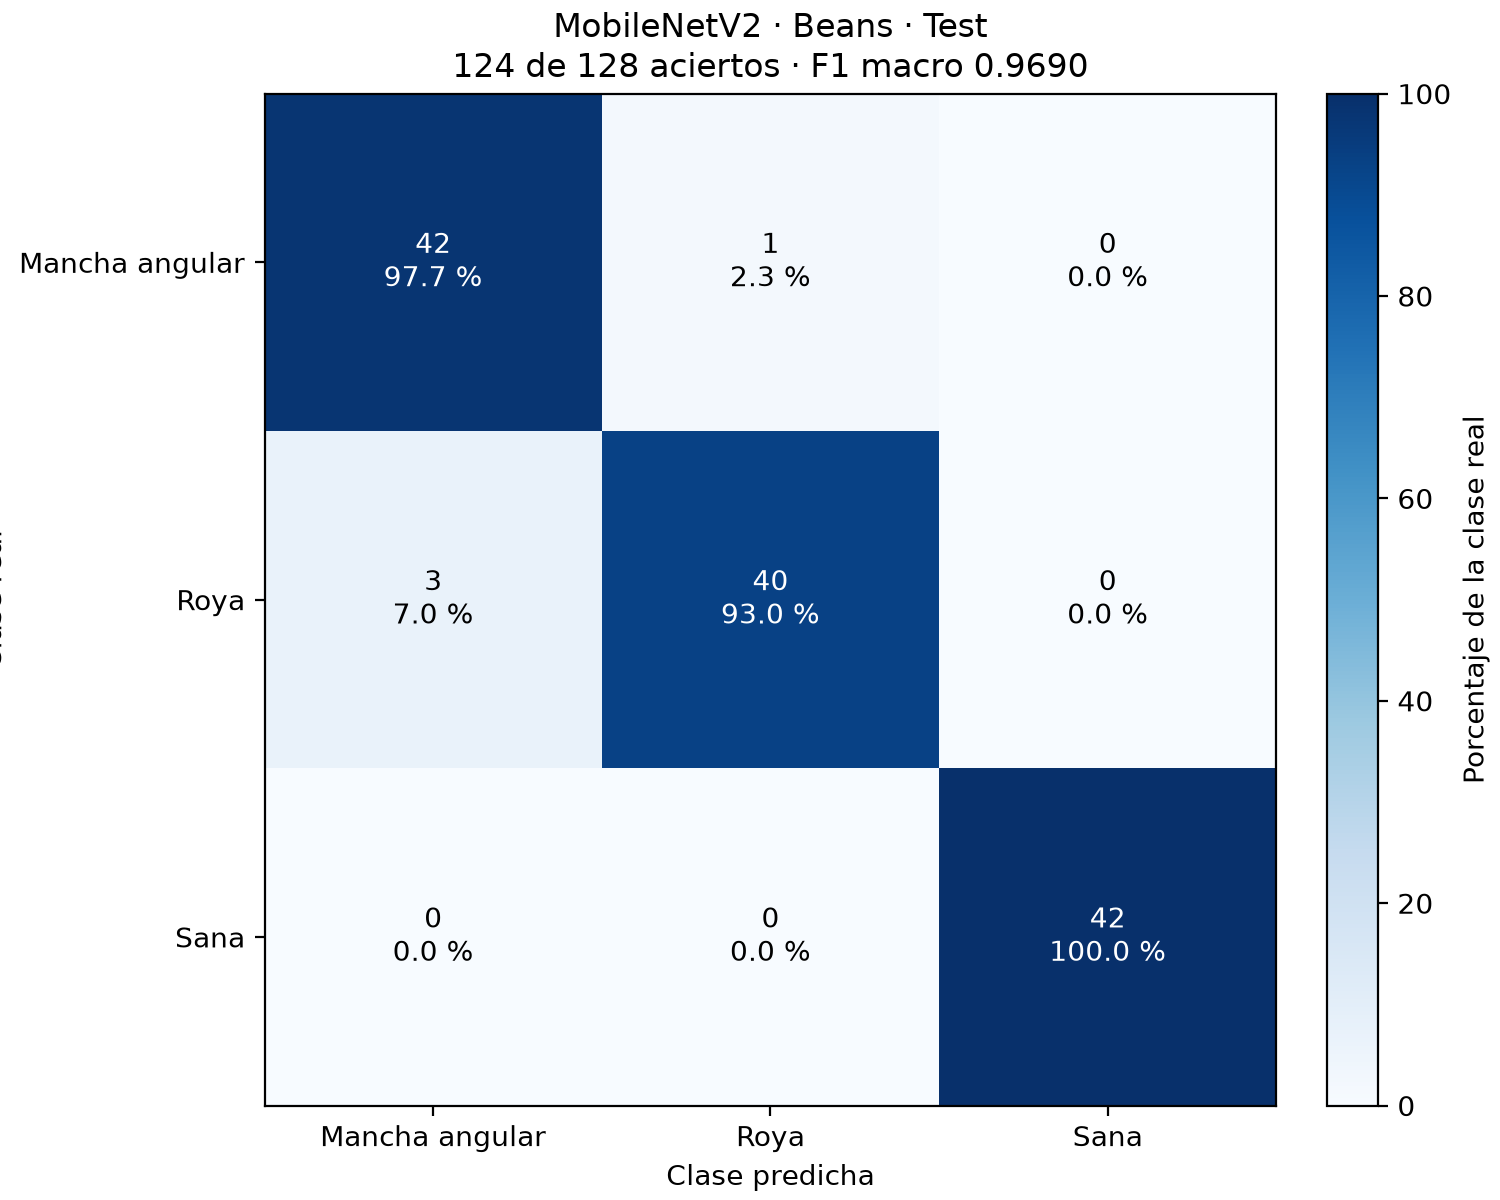 MobileNetV2 · Beans · Test
124 de 128 aciertos · F1 macro 0.9690
Mancha angular
42
97.7 %
1
2.3 %
0
0.0 %
Roya
3
7.0 %
40
93.0 %
0
0.0 %
Sana
0
0.0 %
0
0.0 %
42
100.0 %
Mancha angular
Roya
Sana
Clase predicha
100
80
60
40
20
0
Porcentaje de la clase real